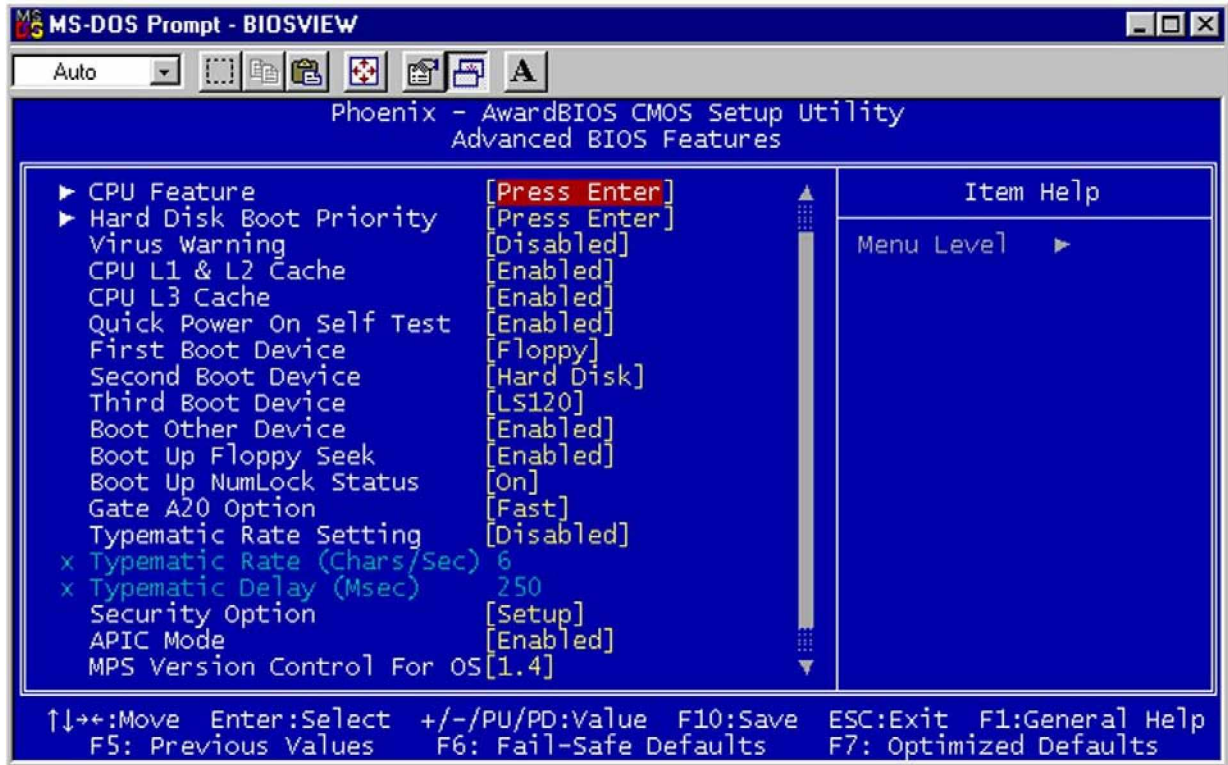 MS-DOS Prompt - BIOSVIEW
Auto
A
Phoenix - AwardBIOS CMOS Setup Utility
Advanced BIOS Features
► CPU Feature [Press Enter]
► Hard Disk Boot Priority [Press Enter]
Virus Warning [Disabled]
CPU L1 & L2 Cache [Enabled]
CPU L3 Cache [Enabled]
Quick Power On Self Test [Enabled]
First Boot Device [Floppy]
Second Boot Device [Hard Disk]
Third Boot Device [LS120]
Boot Other Device [Enabled]
Boot Up Floppy Seek [Enabled]
Boot Up NumLock Status [On]
Gate A20 Option [Fast]
Typematic Rate Setting [Disabled]
x Typematic Rate (Chars/Sec) 6
x Typematic Delay (Msec) 250
Security Option [Setup]
APIC Mode [Enabled]
MPS Version Control For OS[1.4]
Item Help
Menu Level ►
↑↓→←:Move Enter:Select +/-/PU/PD:Value F10:Save ESC:Exit F1:General Help
F5: Previous Values F6: Fail-Safe Defaults F7: Optimized Defaults